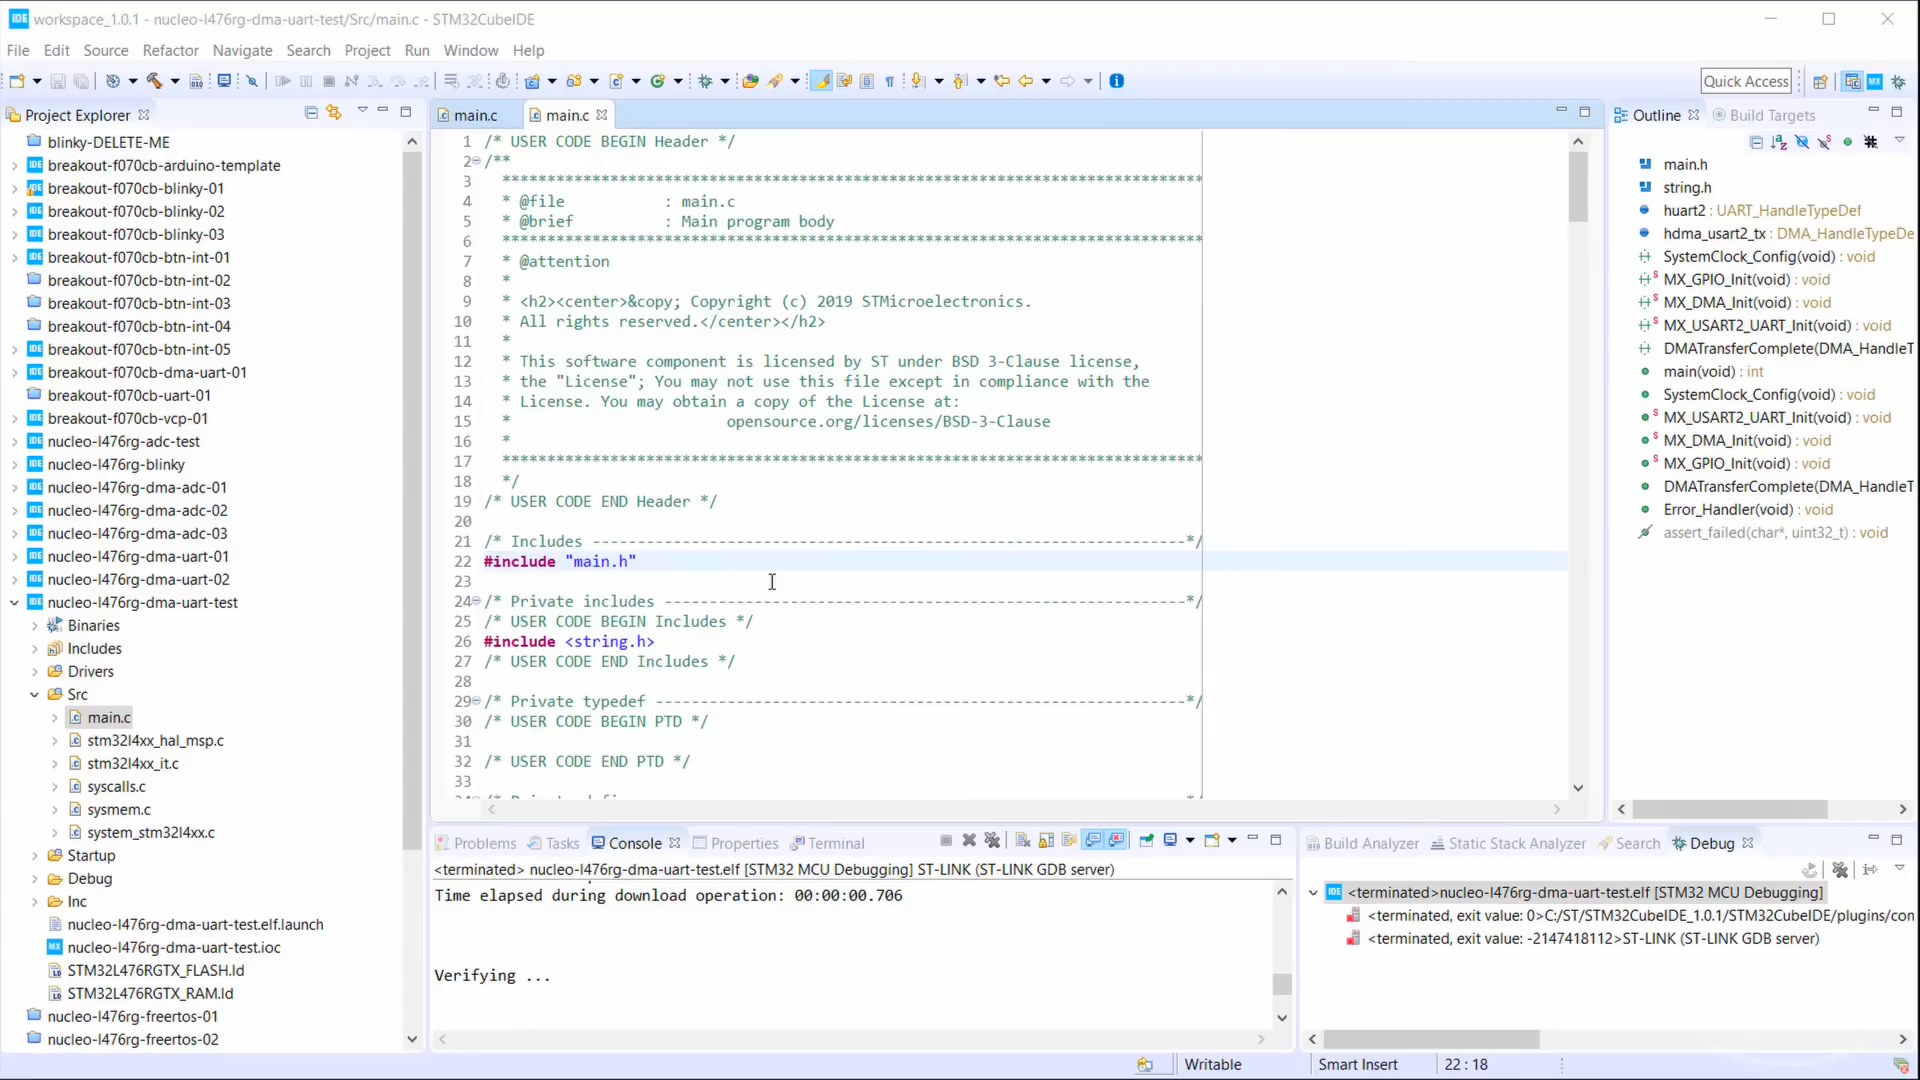 IDE workspace_1.0.1 - nucleo-l476rg-dma-uart-test/Src/main.c - STM32CubeIDE
File Edit Source Refactor Navigate Search Project Run Window Help
Quick Access
Project Explorer
blinky-DELETE-ME
breakout-f070cb-arduino-template
breakout-f070cb-blinky-01
breakout-f070cb-blinky-02
breakout-f070cb-blinky-03
breakout-f070cb-btn-int-01
breakout-f070cb-btn-int-02
breakout-f070cb-btn-int-03
breakout-f070cb-btn-int-04
breakout-f070cb-btn-int-05
breakout-f070cb-dma-uart-01
breakout-f070cb-uart-01
breakout-f070cb-vcp-01
nucleo-l476rg-adc-test
nucleo-l476rg-blinky
nucleo-l476rg-dma-adc-01
nucleo-l476rg-dma-adc-02
nucleo-l476rg-dma-adc-03
nucleo-l476rg-dma-uart-01
nucleo-l476rg-dma-uart-02
nucleo-l476rg-dma-uart-test
Binaries
Includes
Drivers
Src
main.c
stm32l4xx_hal_msp.c
stm32l4xx_it.c
syscalls.c
sysmem.c
system_stm32l4xx.c
Startup
Debug
Inc
nucleo-l476rg-dma-uart-test.elf.launch
nucleo-l476rg-dma-uart-test.ioc
STM32L476RGTX_FLASH.ld
STM32L476RGTX_RAM.ld
nucleo-l476rg-freertos-01
nucleo-l476rg-freertos-02
main.c main.c
1 /* USER CODE BEGIN Header */
2 /**
3 ******************************************************************************
4 * @file : main.c
5 * @brief : Main program body
6 ******************************************************************************
7 * @attention
8 *
9 * <h2><center>&copy; Copyright (c) 2019 STMicroelectronics.
10 * All rights reserved.</center></h2>
11 *
12 * This software component is licensed by ST under BSD 3-Clause license,
13 * the "License"; You may not use this file except in compliance with the
14 * License. You may obtain a copy of the License at:
15 * opensource.org/licenses/BSD-3-Clause
16 *
17 ******************************************************************************
18 */
19 /* USER CODE END Header */
20
21 /* Includes ------------------------------------------------------------------*/
22 #include "main.h"
23
24 /* Private includes ----------------------------------------------------------*/
25 /* USER CODE BEGIN Includes */
26 #include <string.h>
27 /* USER CODE END Includes */
28
29 /* Private typedef -----------------------------------------------------------*/
30 /* USER CODE BEGIN PTD */
31
32 /* USER CODE END PTD */
33
Outline Build Targets
main.h
string.h
huart2 : UART_HandleTypeDef
hdma_usart2_tx : DMA_HandleTypeDe
SystemClock_Config(void) : void
MX_GPIO_Init(void) : void
MX_DMA_Init(void) : void
MX_USART2_UART_Init(void) : void
DMATransferComplete(DMA_HandleT
main(void) : int
SystemClock_Config(void) : void
MX_USART2_UART_Init(void) : void
MX_DMA_Init(void) : void
MX_GPIO_Init(void) : void
DMATransferComplete(DMA_HandleT
Error_Handler(void) : void
assert_failed(char*, uint32_t) : void
Problems Tasks Console Properties Terminal
<terminated> nucleo-l476rg-dma-uart-test.elf [STM32 MCU Debugging] ST-LINK (ST-LINK GDB server)
Time elapsed during download operation: 00:00:00.706
Verifying ...
Build Analyzer Static Stack Analyzer Search Debug
<terminated>nucleo-l476rg-dma-uart-test.elf [STM32 MCU Debugging]
<terminated, exit value: 0>C:/ST/STM32CubeIDE_1.0.1/STM32CubeIDE/plugins/con
<terminated, exit value: -2147418112>ST-LINK (ST-LINK GDB server)
Writable Smart Insert 22 : 18